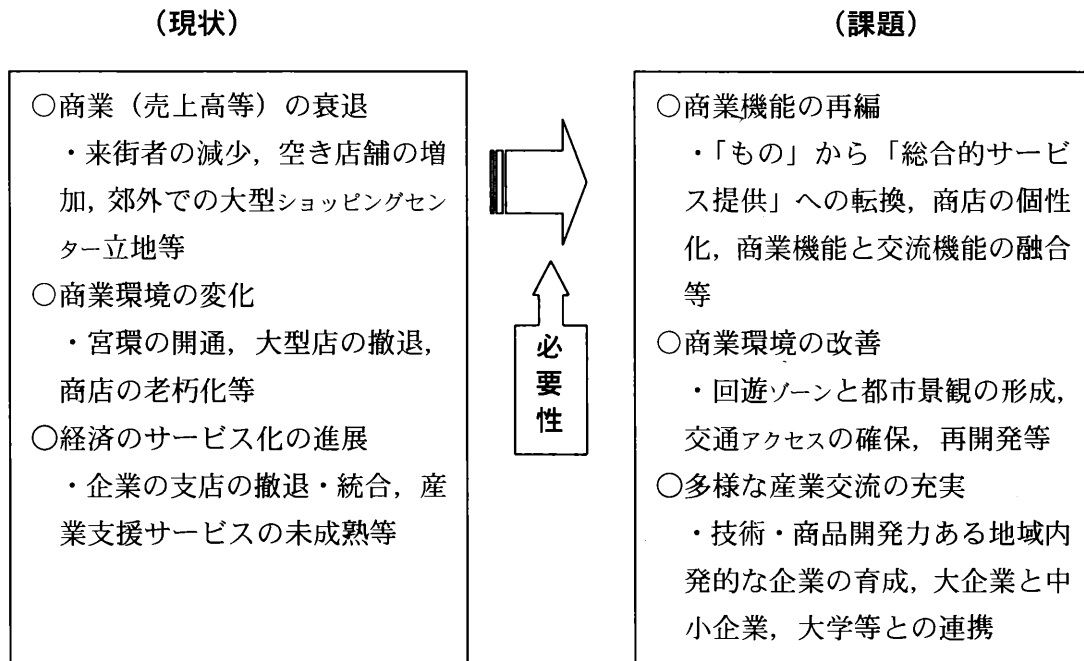 （現状）
○商業（売上高等）の衰退
・来街者の減少，空き店舗の増
加，郊外での大型ショッピングセン
ター立地等
○商業環境の変化
・宮環の開通，大型店の撤退，
商店の老朽化等
○経済のサービス化の進展
・企業の支店の撤退・統合，産
業支援サービスの未成熟等
必
要
性
（課題）
○商業機能の再編
・「もの」から「総合的サービ
ス提供」への転換，商店の個性
化，商業機能と交流機能の融合
等
○商業環境の改善
・回遊ゾーンと都市景観の形成，
交通アクセスの確保，再開発等
○多様な産業交流の充実
・技術・商品開発力ある地域内
発的な企業の育成，大企業と中
小企業，大学等との連携